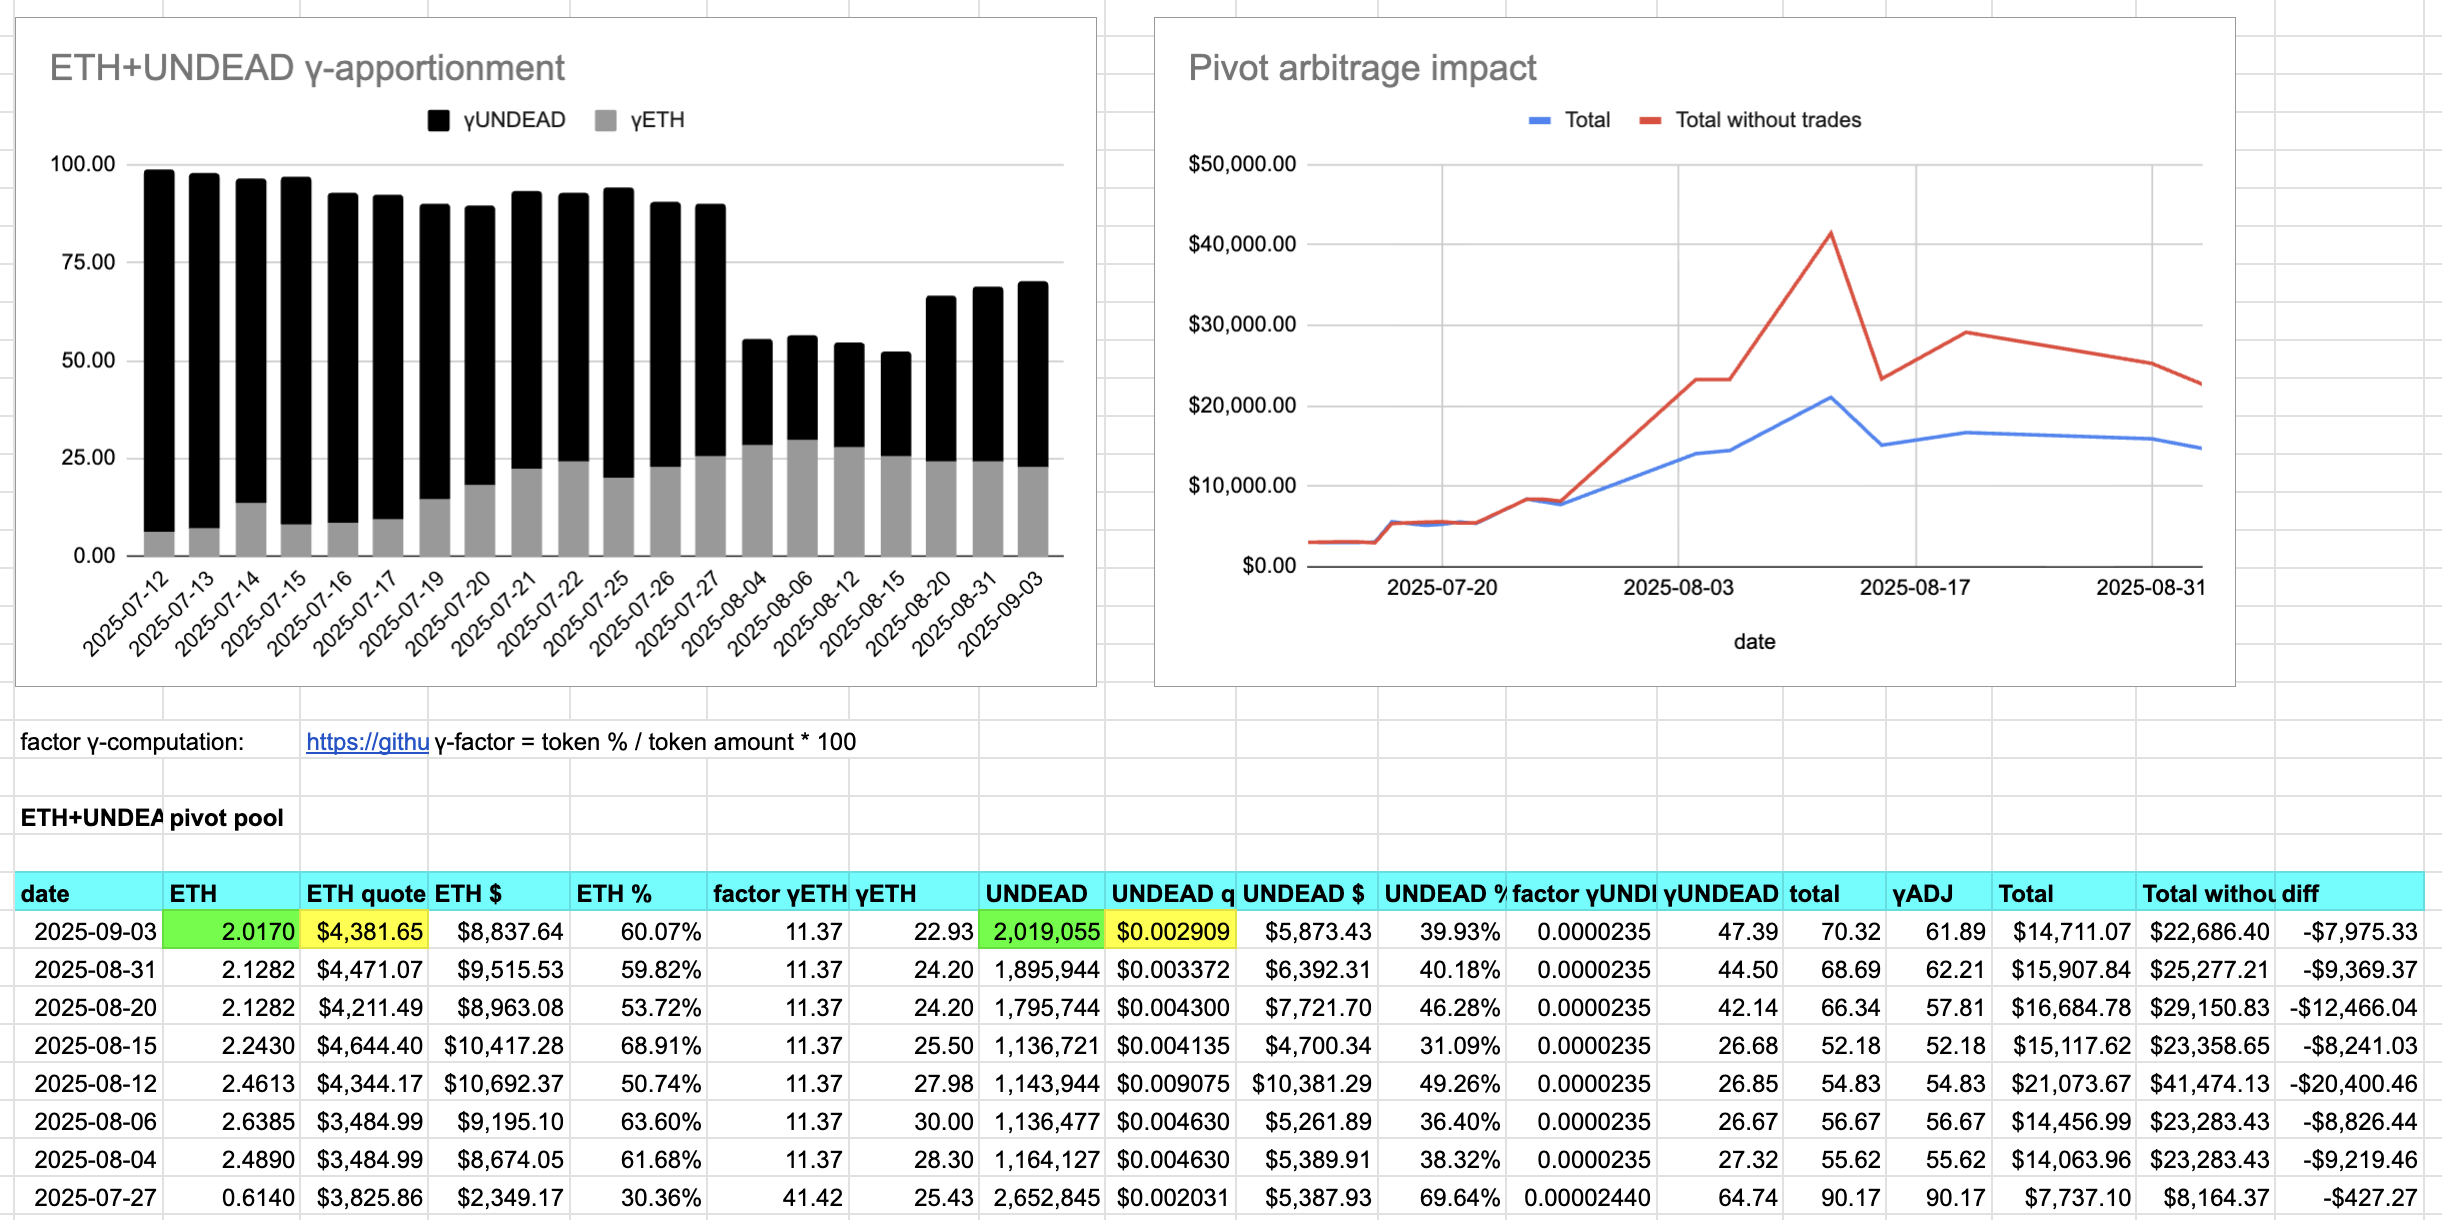 ETH+UNDEAD γ-apportionment
γUNDEAD γETH
100.00
75.00
50.00
25.00
0.00
2025-07-12 2025-07-13 2025-07-14 2025-07-15 2025-07-16 2025-07-17 2025-07-19 2025-07-20 2025-07-21 2025-07-22 2025-07-25 2025-07-26 2025-07-27 2025-08-04 2025-08-06 2025-08-12 2025-08-15 2025-08-20 2025-08-31 2025-09-03
Pivot arbitrage impact
Total Total without trades
$50,000.00
$40,000.00
$30,000.00
$20,000.00
$10,000.00
$0.00
2025-07-20 2025-08-03 2025-08-17 2025-08-31
date
factor γ-computation: https://githu γ-factor = token % / token amount * 100
ETH+UNDEA pivot pool
date ETH ETH quote ETH $ ETH % factor γETH γETH UNDEAD UNDEAD q UNDEAD $ UNDEAD % factor γUNDI γUNDEAD total γADJ Total Total withou diff
2025-09-03 2.0170 $4,381.65 $8,837.64 60.07% 11.37 22.93 2,019,055 $0.002909 $5,873.43 39.93% 0.0000235 47.39 70.32 61.89 $14,711.07 $22,686.40 -$7,975.33
2025-08-31 2.1282 $4,471.07 $9,515.53 59.82% 11.37 24.20 1,895,944 $0.003372 $6,392.31 40.18% 0.0000235 44.50 68.69 62.21 $15,907.84 $25,277.21 -$9,369.37
2025-08-20 2.1282 $4,211.49 $8,963.08 53.72% 11.37 24.20 1,795,744 $0.004300 $7,721.70 46.28% 0.0000235 42.14 66.34 57.81 $16,684.78 $29,150.83 -$12,466.04
2025-08-15 2.2430 $4,644.40 $10,417.28 68.91% 11.37 25.50 1,136,721 $0.004135 $4,700.34 31.09% 0.0000235 26.68 52.18 52.18 $15,117.62 $23,358.65 -$8,241.03
2025-08-12 2.4613 $4,344.17 $10,692.37 50.74% 11.37 27.98 1,143,944 $0.009075 $10,381.29 49.26% 0.0000235 26.85 54.83 54.83 $21,073.67 $41,474.13 -$20,400.46
2025-08-06 2.6385 $3,484.99 $9,195.10 63.60% 11.37 30.00 1,136,477 $0.004630 $5,261.89 36.40% 0.0000235 26.67 56.67 56.67 $14,456.99 $23,283.43 -$8,826.44
2025-08-04 2.4890 $3,484.99 $8,674.05 61.68% 11.37 28.30 1,164,127 $0.004630 $5,389.91 38.32% 0.0000235 27.32 55.62 55.62 $14,063.96 $23,283.43 -$9,219.46
2025-07-27 0.6140 $3,825.86 $2,349.17 30.36% 41.42 25.43 2,652,845 $0.002031 $5,387.93 69.64% 0.00002440 64.74 90.17 90.17 $7,737.10 $8,164.37 -$427.27